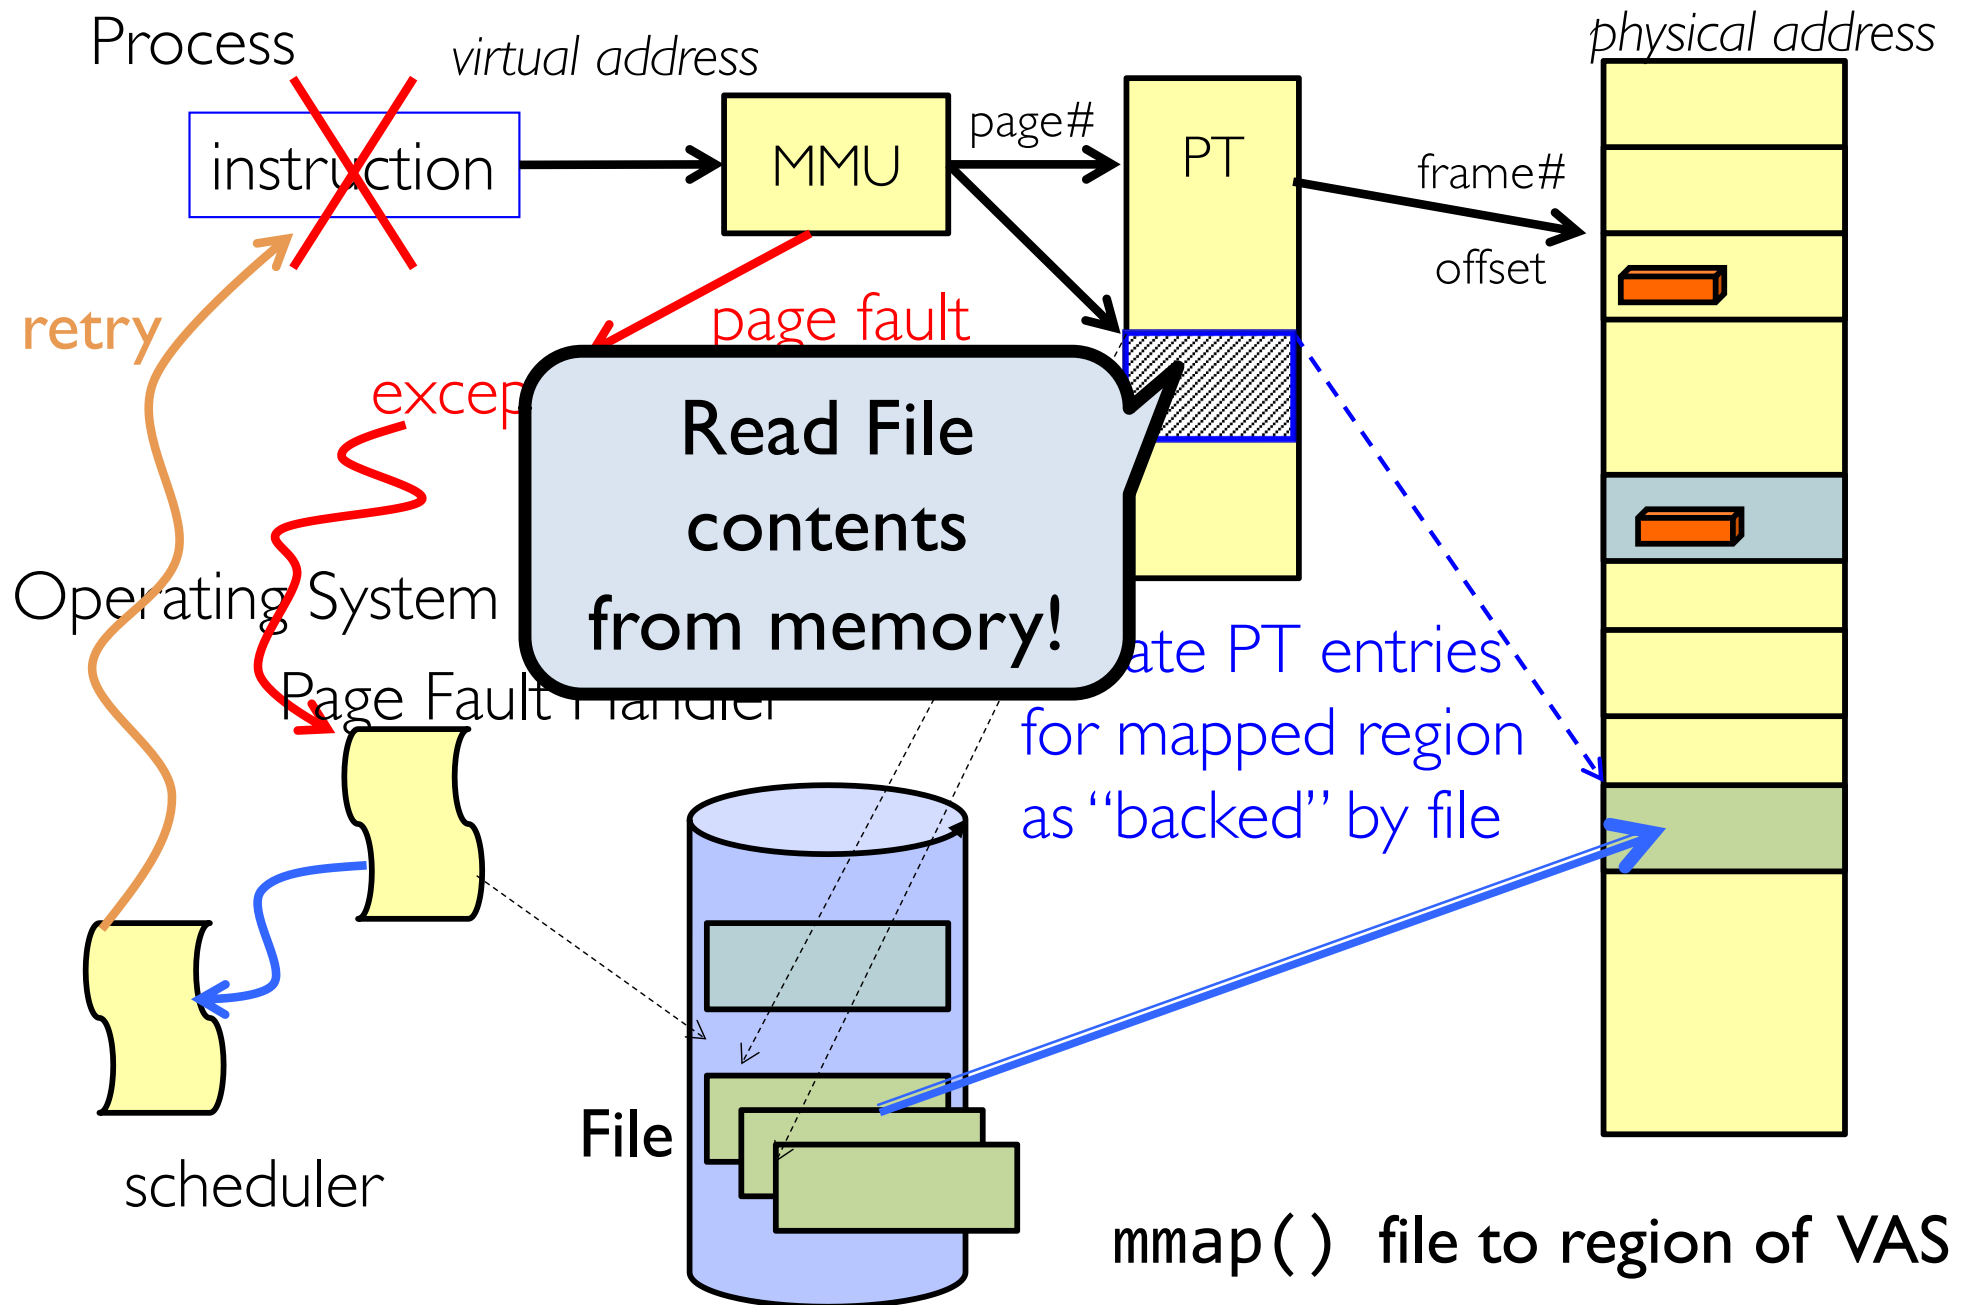 Process
virtual address
physical address
instruction
MMU
page#
PT
frame#
offset
retry
page fault
Read File
contents
from memory!
Operating System
Page Fault Handler
PT entries
for mapped region
as “backed” by file
File
scheduler
mmap() file to region of VAS